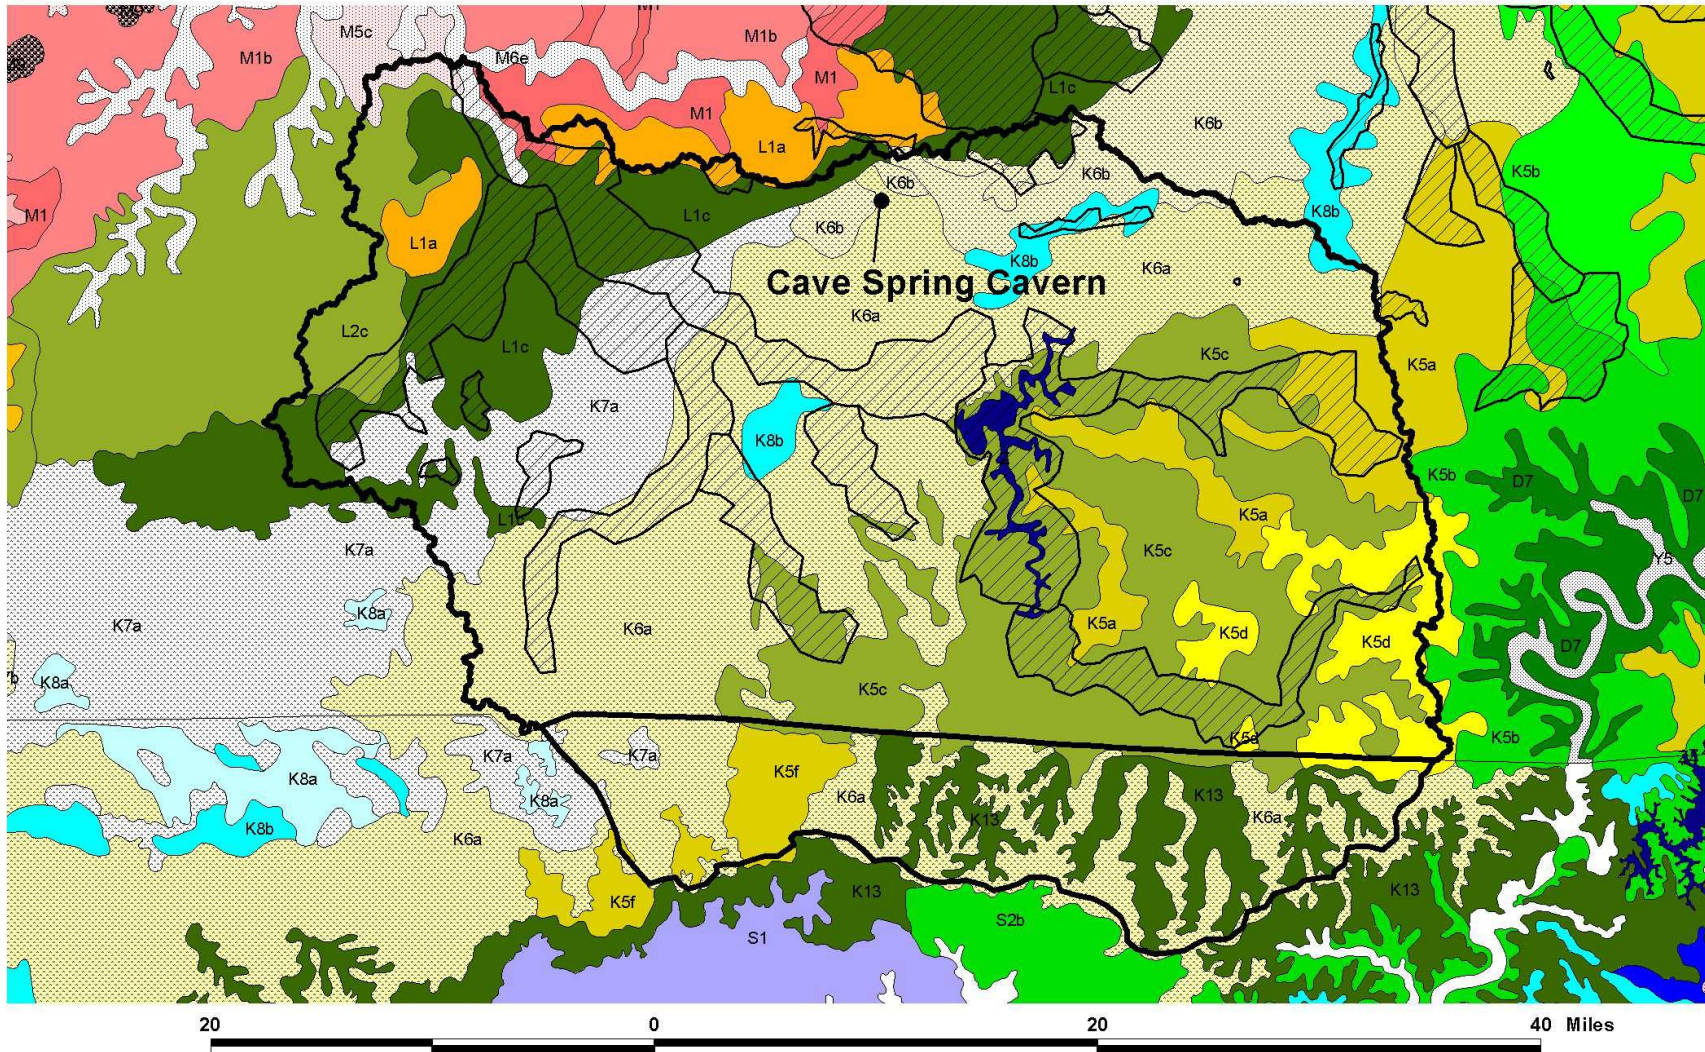 M1
M5c
M1b
M1b
M6e
M1
M1
L1c
L1a
K6b
K6b
K6b
K5b
M1
L1c
K6b
K8b
L1a
K8b
K6a
Cave Spring Cavern
K6a
L2c
L1c
K5c
K5a
K7a
K8b
K5b
D7
D7
K5a
L1c
K7a
K5c
Y5
K8a
K7a
K6a
K5a
K5d
K5d
D7
K8a
7b
K5c
K5d
K5b
K7a
K7a
K5f
K8a
K8a
K6a
K13
K6a
K8b
K6a
K13
K5f
K13
K13
S1
S2b
20
0
20
40 Miles